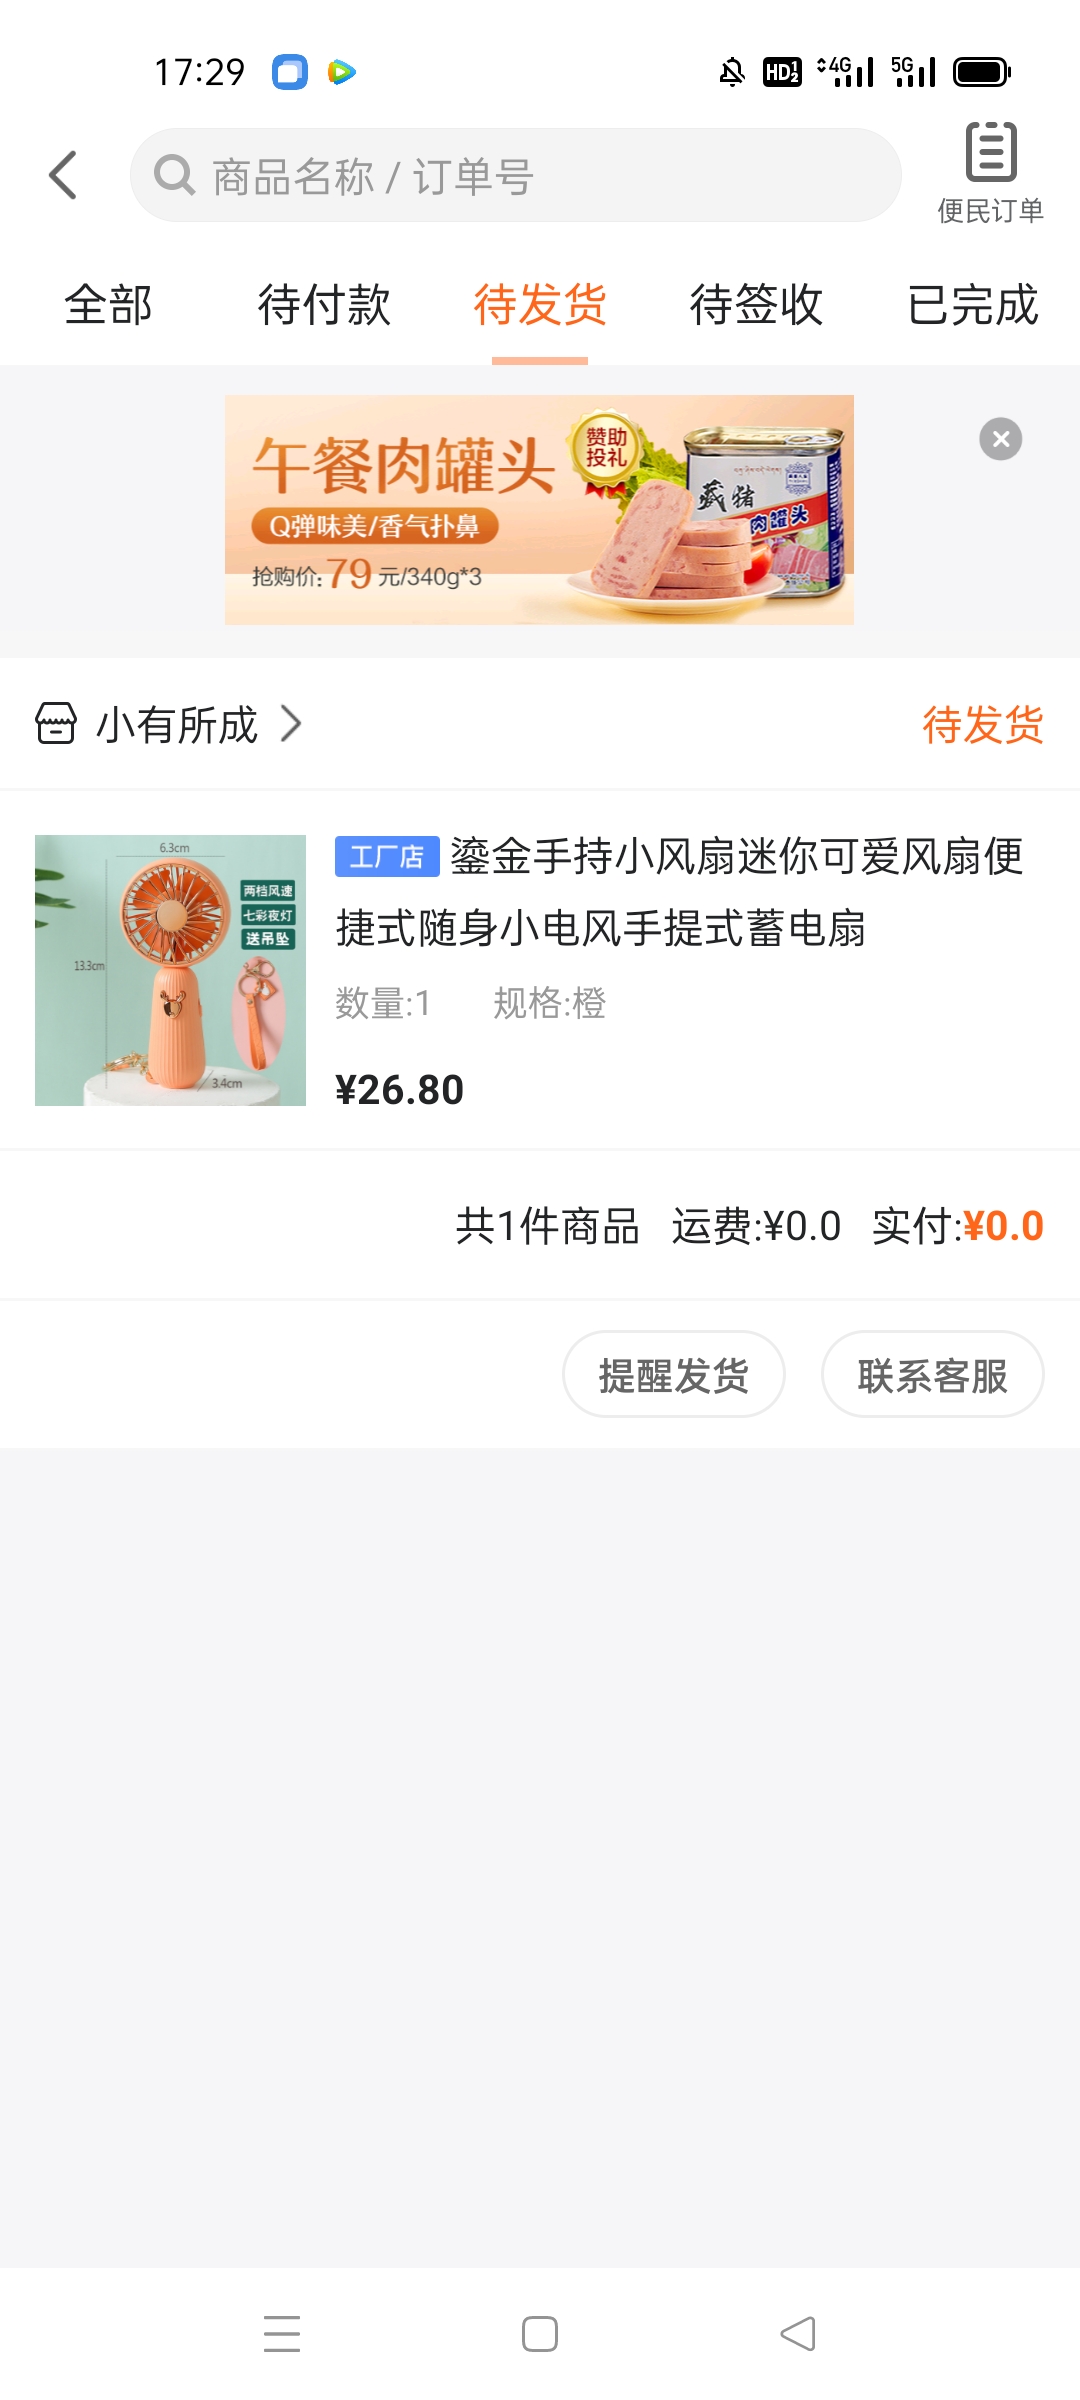 17:29
HD 1 2 4G 5G
商品名称 / 订单号
便民订单
全部 待付款 待发货 待签收 已完成
午餐肉罐头
赞助
投礼
Q弹味美/香气扑鼻
抢购价:79 元/340g*3
藏猪
肉罐头
小有所成
待发货
6.3cm
两档风速
七彩夜灯
送吊坠
13.3cm
3.4cm
工厂店 鎏金手持小风扇迷你可爱风扇便
捷式随身小电风手提式蓄电扇
数量:1 规格:橙
¥26.80
共1件商品 运费:¥0.0 实付:¥0.0
提醒发货 联系客服